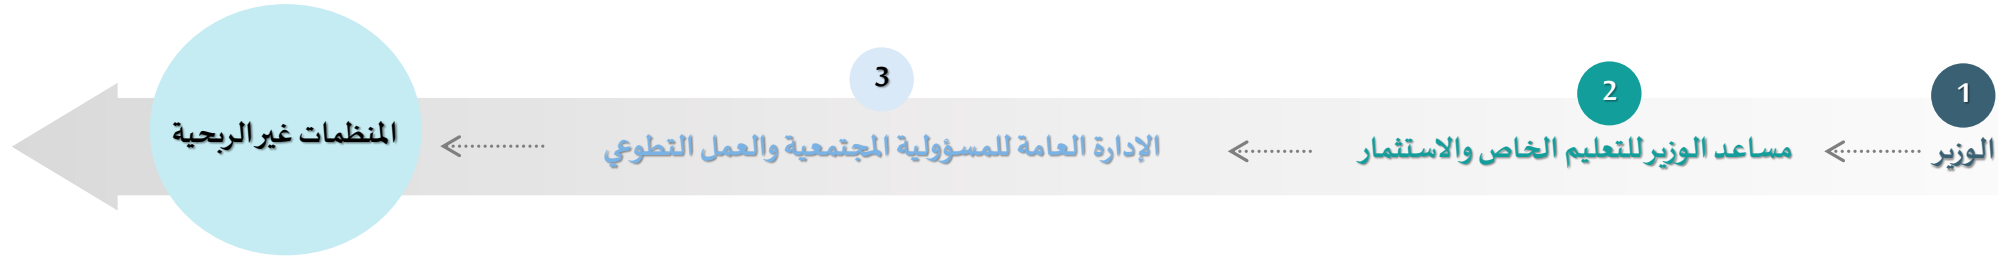 1
الوزير
2
مساعد الوزير للتعليم الخاص والاستثمار
3
الإدارة العامة للمسؤولية المجتمعية والعمل التطوعي
المنظمات غير الربحية